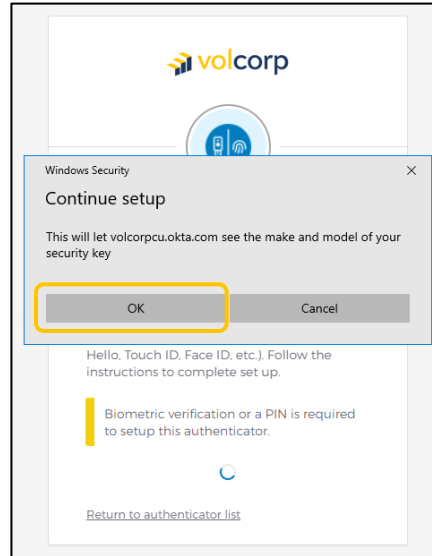 volcorp
Windows Security
Continue setup
This will let volcorpcu.okta.com see the make and model of your
security key
OK Cancel
Hello, Touch ID, Face ID, etc.). Follow the
instructions to complete set up.
Biometric verification or a PIN is required
to setup this authenticator.
Return to authenticator list